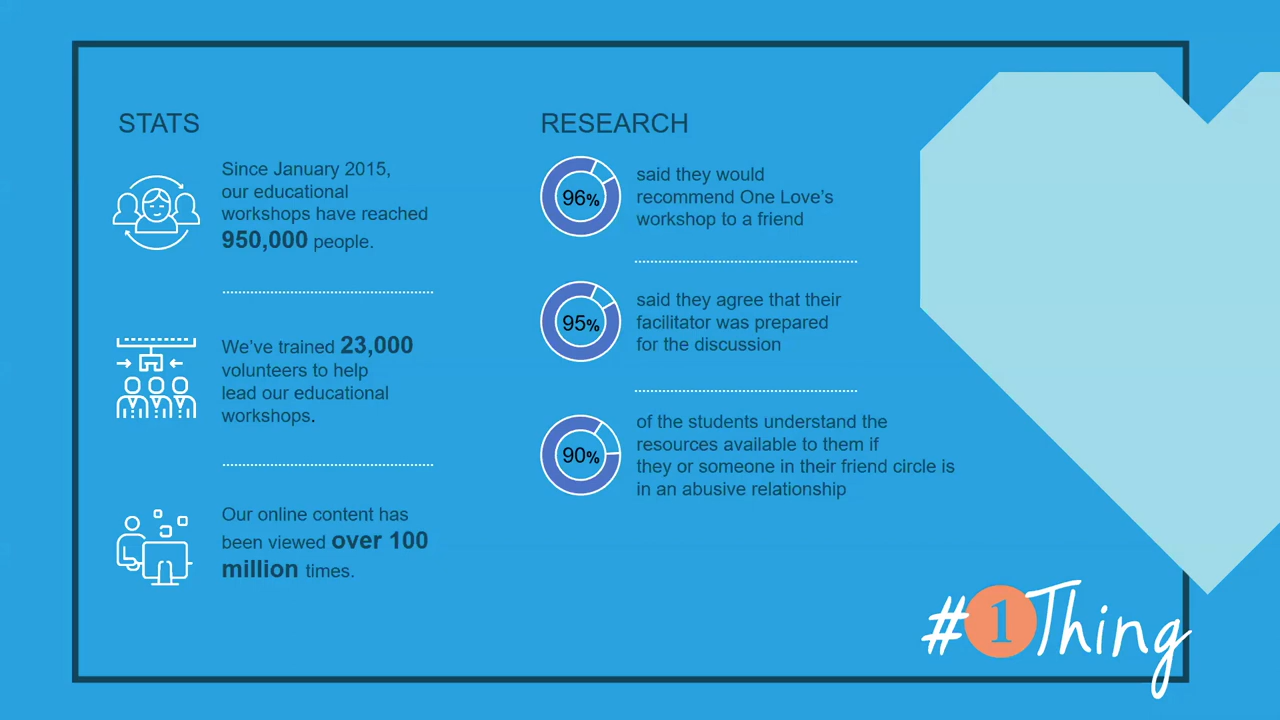 STATS
Since January 2015,
our educational
workshops have reached
950,000 people.
We've trained 23,000
volunteers to help
lead our educational
workshops.
Our online content has
been viewed over 100
million times.
RESEARCH
96%
said they would
recommend One Love's
workshop to a friend
95%
said they agree that their
facilitator was prepared
for the discussion
90%
of the students understand the
resources available to them if
they or someone in their friend circle is
in an abusive relationship
#1Thing